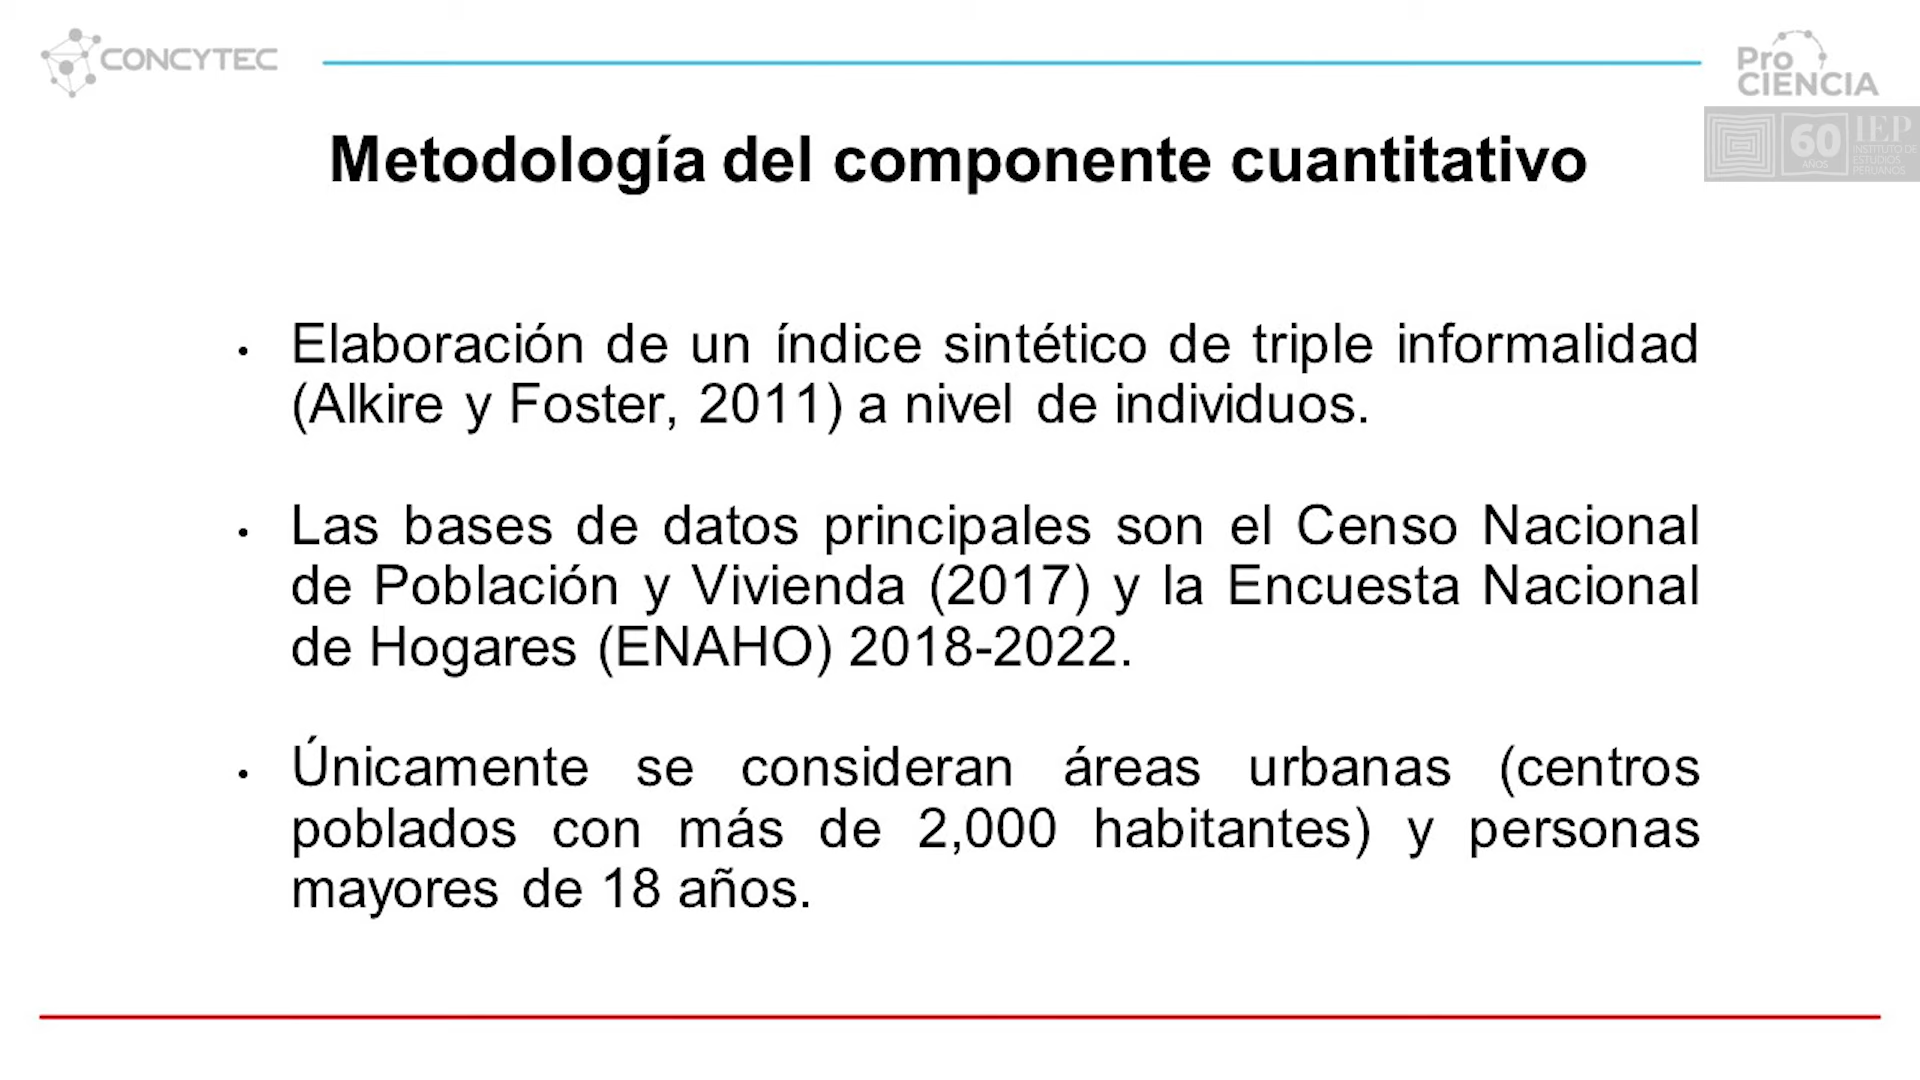 CONCYTEC
Pro
CIENCIA
60
AÑOS
IEP
INSTITUTO DE
ESTUDIOS
PERUANOS
Metodología del componente cuantitativo
• Elaboración de un índice sintético de triple informalidad
(Alkire y Foster, 2011) a nivel de individuos.
• Las bases de datos principales son el Censo Nacional
de Población y Vivienda (2017) y la Encuesta Nacional
de Hogares (ENAHO) 2018-2022.
• Únicamente se consideran áreas urbanas (centros
poblados con más de 2,000 habitantes) y personas
mayores de 18 años.